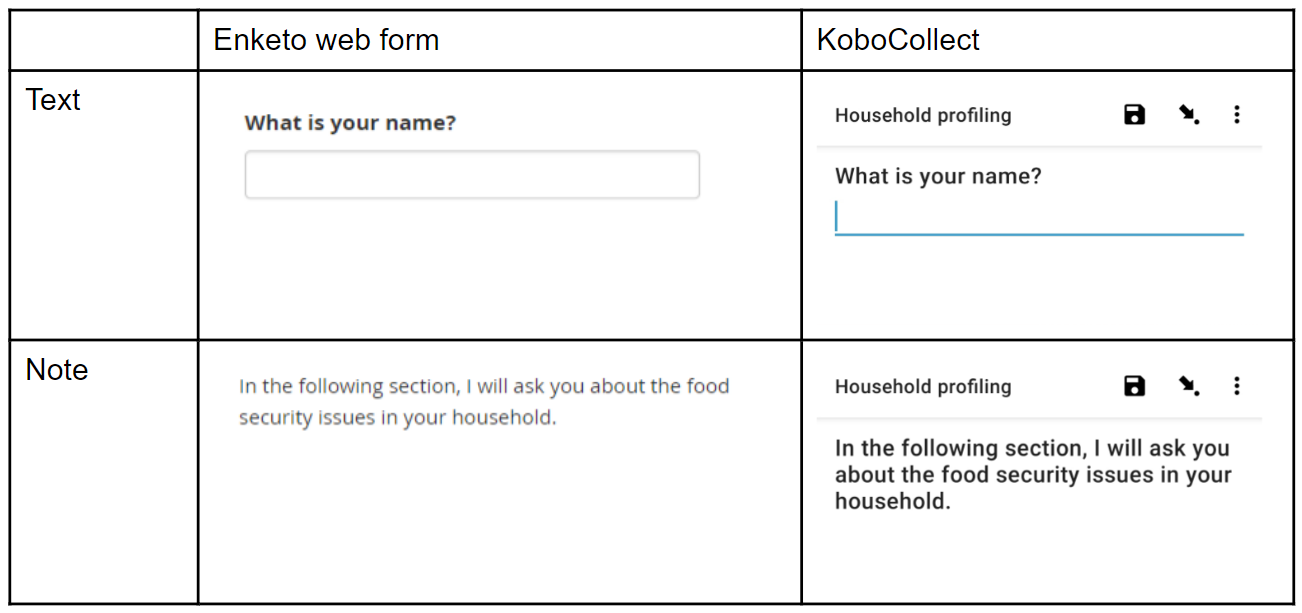 Enketo web form
KoboCollect
Text
What is your name?
Household profiling
What is your name?
Note
In the following section, I will ask you about the food
security issues in your household.
Household profiling
In the following section, I will ask you
about the food security issues in your
household.